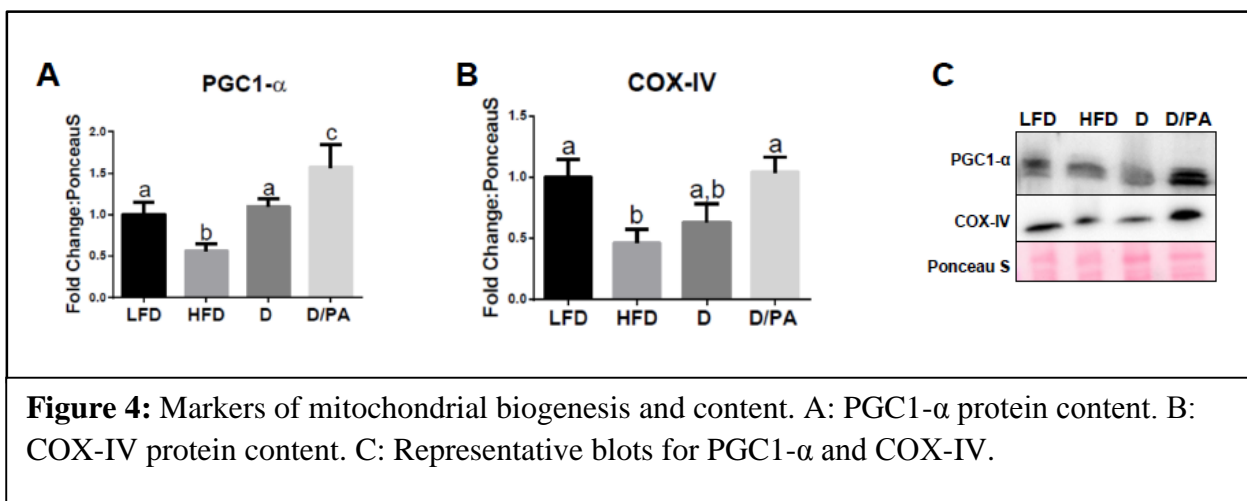 A
PGC1-α
Fold Change:PonceauS
2.0
1.5
1.0
0.5
0.0
a
b
a
c
LFD HFD D D/PA
B
COX-IV
Fold Change:PonceauS
1.5
1.0
0.5
0.0
a
b
a,b
a
LFD HFD D D/PA
C
LFD HFD D D/PA
PGC1-α
COX-IV
Ponceau S
Figure 4: Markers of mitochondrial biogenesis and content. A: PGC1-α protein content. B:
COX-IV protein content. C: Representative blots for PGC1-α and COX-IV.